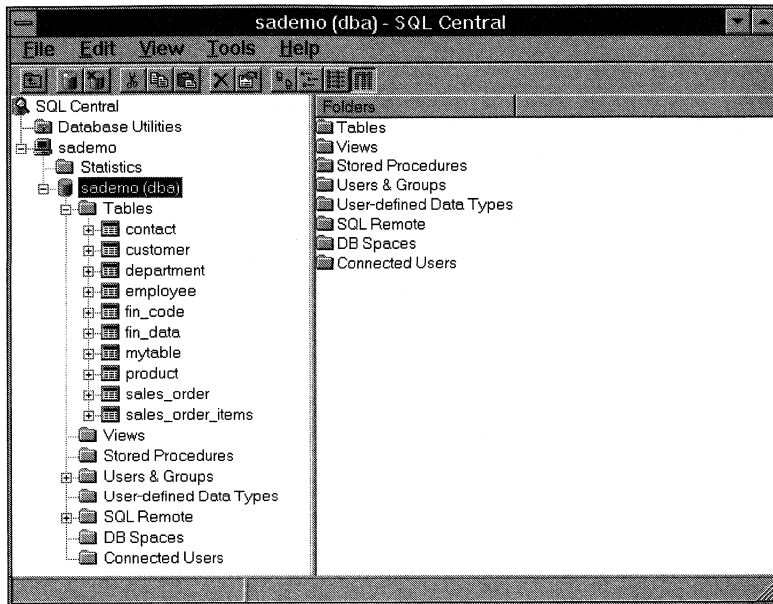 sademo (dba) - SQL Central
File Edit View Tools Help
SQL Central
Database Utilities
sademo
Statistics
sademo (dba)
Tables
contact
customer
department
employee
fin_code
fin_data
mytable
product
sales_order
sales_order_items
Views
Stored Procedures
Users & Groups
User-defined Data Types
SQL Remote
DB Spaces
Connected Users
Folders
Tables
Views
Stored Procedures
Users & Groups
User-defined Data Types
SQL Remote
DB Spaces
Connected Users